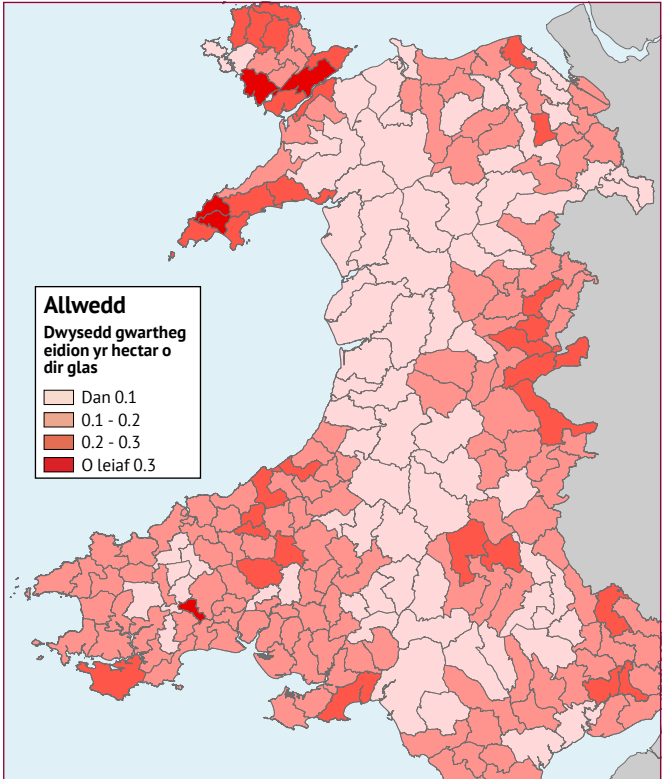 Allwedd
Dwysedd gwartheg
eidion yr hectar o
dir glas
Dan 0.1
0.1 - 0.2
0.2 - 0.3
O leiaf 0.3